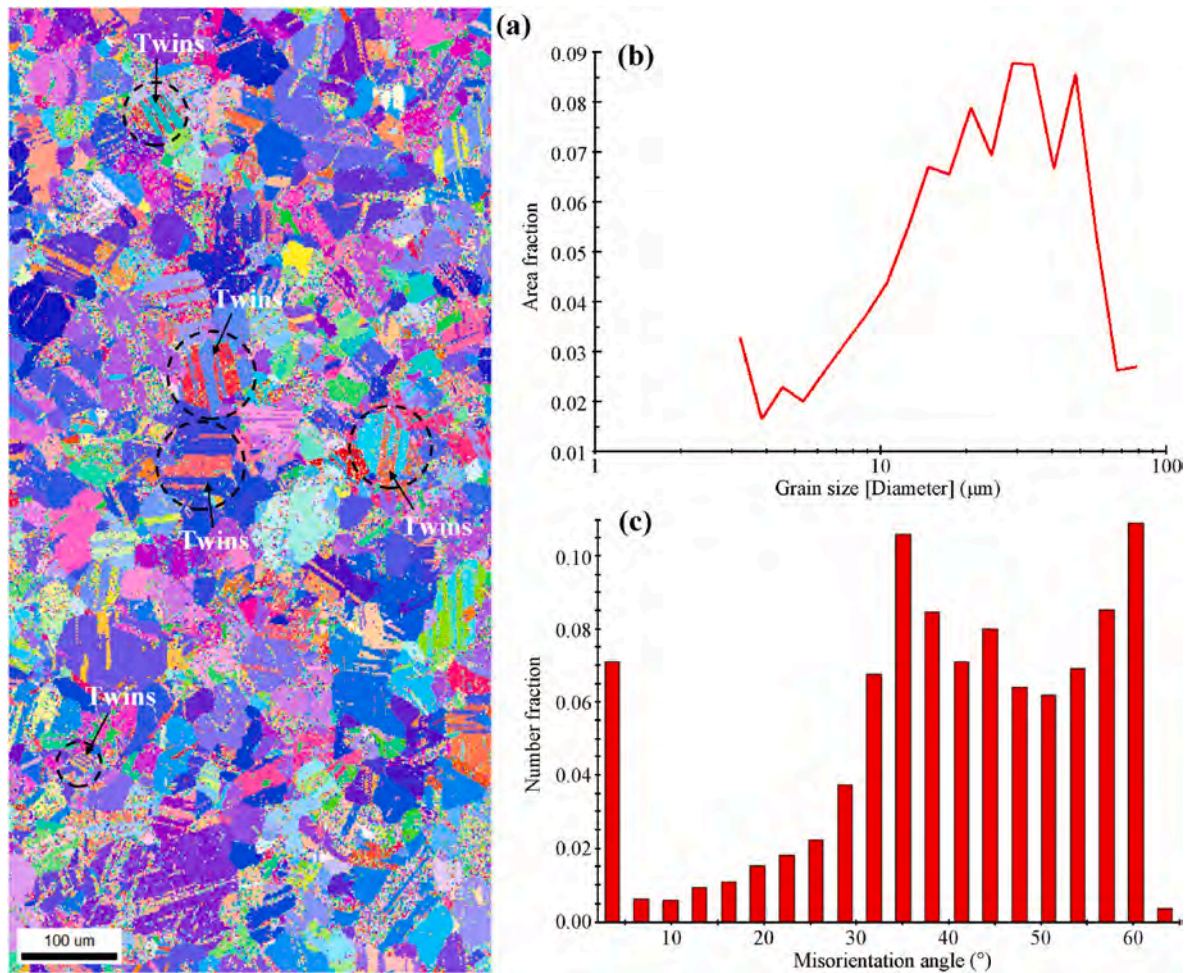 (a)
Twins
Twins
Twins
Twins
Twins
100 um
(b)
0.09
0.08
0.07
0.06
0.05
0.04
0.03
0.02
0.01
Area fraction
1
10
100
Grain size [Diameter] (μm)
(c)
0.10
0.08
0.06
0.04
0.02
0.00
Number fraction
10
20
30
40
50
60
Misorientation angle (°)